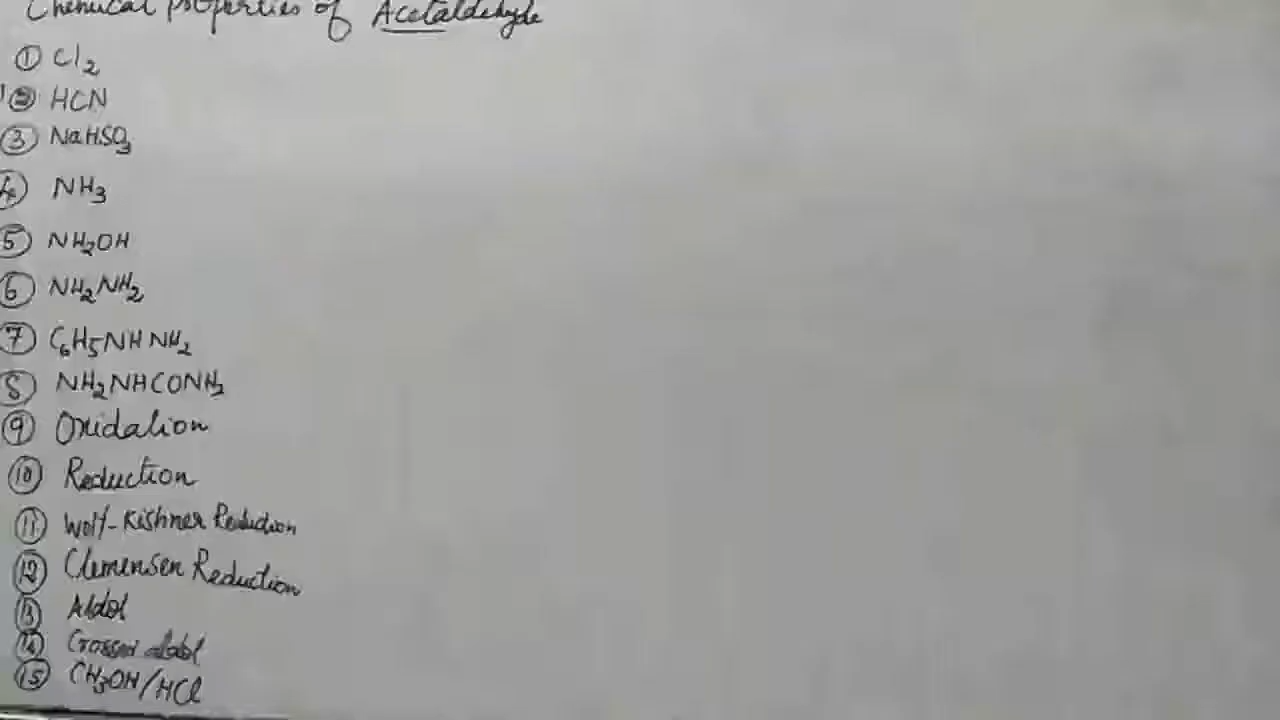 Chemical Properties of Acetaldehyde
① Cl2
② HCN
③ NaHSO3
④ NH3
⑤ NH2OH
⑥ NH2NH2
⑦ C6H5NHNH2
⑧ NH2NHCONH2
⑨ Oxidation
⑩ Reduction
⑪ Wolf-Kishner Reduction
⑫ Clemensen Reduction
⑬ Aldol
⑭ Crossed aldol
⑮ CH3OH/HCl